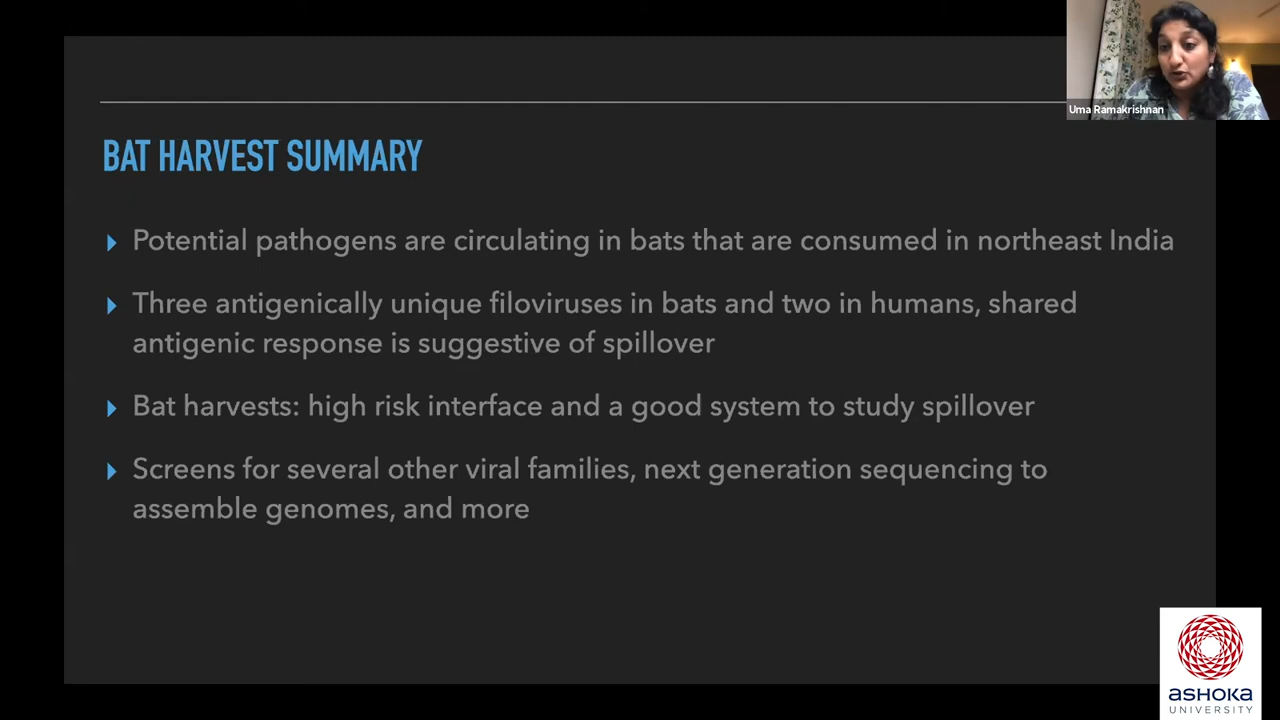 Uma Ramakrishnan
BAT HARVEST SUMMARY
Potential pathogens are circulating in bats that are consumed in northeast India
Three antigenically unique filoviruses in bats and two in humans, shared
antigenic response is suggestive of spillover
Bat harvests: high risk interface and a good system to study spillover
Screens for several other viral families, next generation sequencing to
assemble genomes, and more
ASHOKA
UNIVERSITY